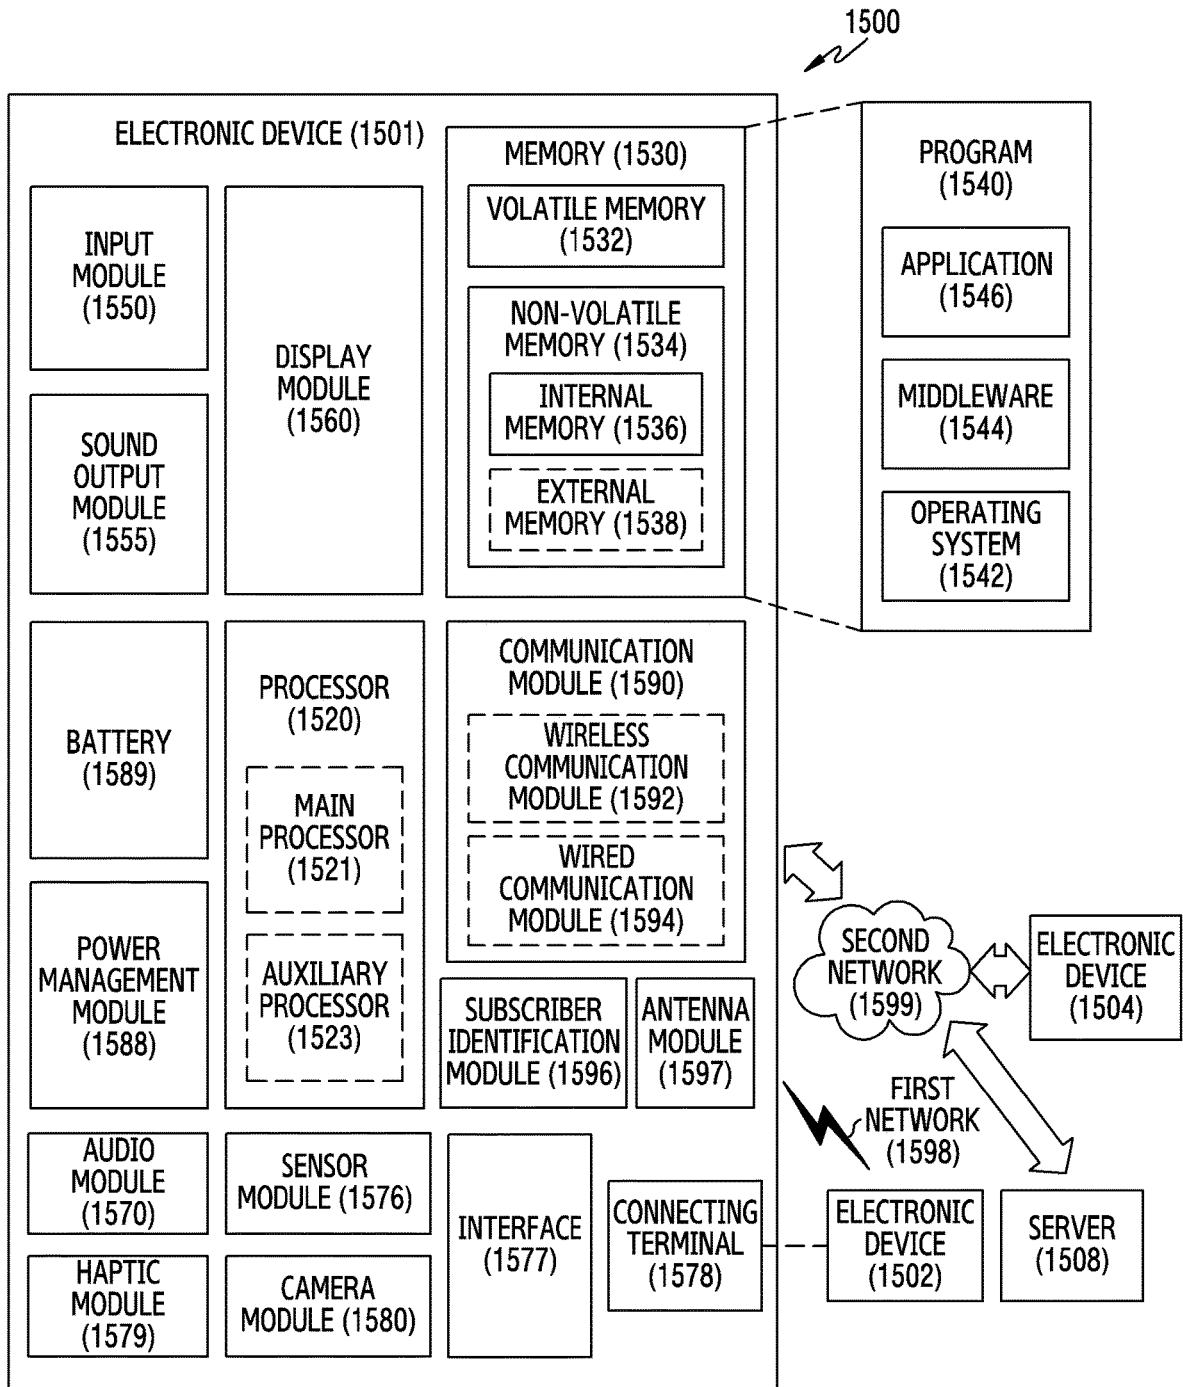 1500
ELECTRONIC DEVICE (1501)
INPUT
MODULE
(1550)
SOUND
OUTPUT
MODULE
(1555)
DISPLAY
MODULE
(1560)
MEMORY (1530)
VOLATILE MEMORY
(1532)
NON-VOLATILE
MEMORY (1534)
INTERNAL
MEMORY (1536)
EXTERNAL
MEMORY (1538)
PROGRAM
(1540)
APPLICATION
(1546)
MIDDLEWARE
(1544)
OPERATING
SYSTEM
(1542)
BATTERY
(1589)
POWER
MANAGEMENT
MODULE
(1588)
PROCESSOR
(1520)
MAIN
PROCESSOR
(1521)
AUXILIARY
PROCESSOR
(1523)
COMMUNICATION
MODULE (1590)
WIRELESS
COMMUNICATION
MODULE (1592)
WIRED
COMMUNICATION
MODULE (1594)
SUBSCRIBER
IDENTIFICATION
MODULE (1596)
ANTENNA
MODULE
(1597)
SECOND
NETWORK
(1599)
ELECTRONIC
DEVICE
(1504)
FIRST
NETWORK
(1598)
AUDIO
MODULE
(1570)
SENSOR
MODULE (1576)
HAPTIC
MODULE
(1579)
CAMERA
MODULE (1580)
INTERFACE
(1577)
CONNECTING
TERMINAL
(1578)
ELECTRONIC
DEVICE
(1502)
SERVER
(1508)